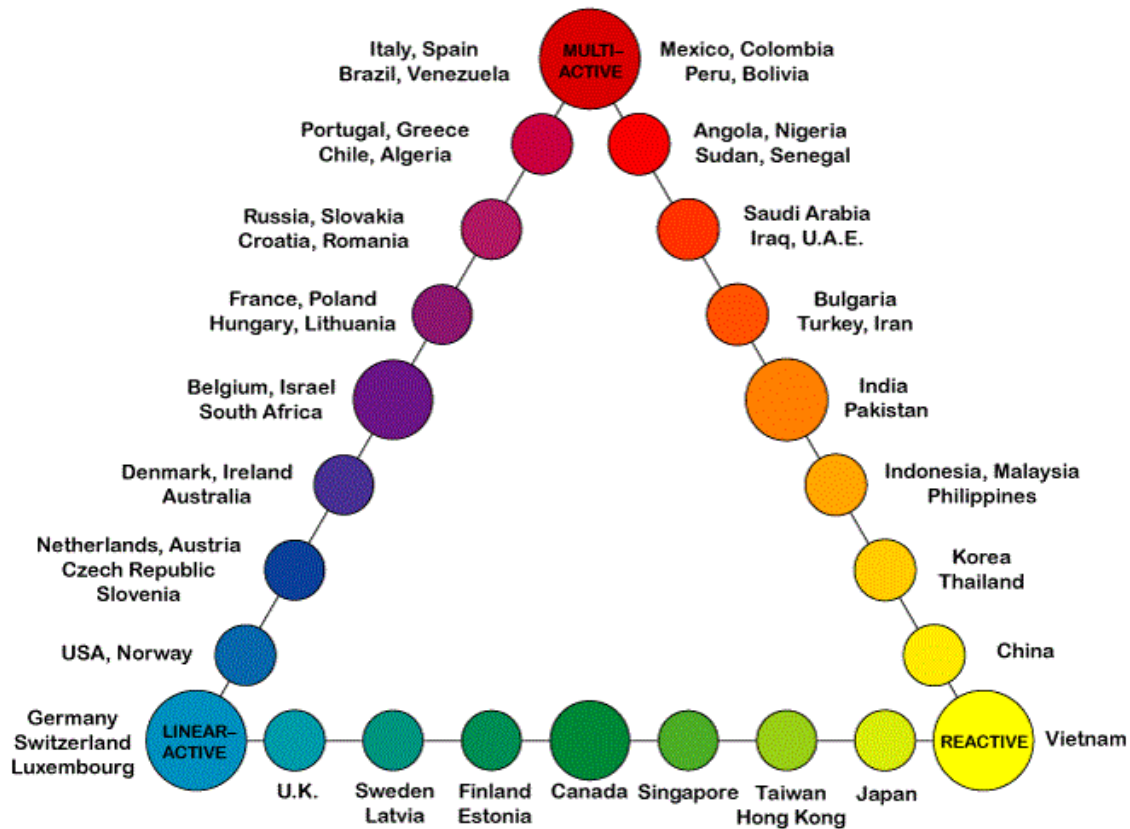 Italy, Spain
Brazil, Venezuela
MULTI–
ACTIVE
Mexico, Colombia
Peru, Bolivia
Portugal, Greece
Chile, Algeria
Angola, Nigeria
Sudan, Senegal
Russia, Slovakia
Croatia, Romania
Saudi Arabia
Iraq, U.A.E.
France, Poland
Hungary, Lithuania
Bulgaria
Turkey, Iran
Belgium, Israel
South Africa
India
Pakistan
Denmark, Ireland
Australia
Indonesia, Malaysia
Philippines
Netherlands, Austria
Czech Republic
Slovenia
Korea
Thailand
USA, Norway
China
Germany
Switzerland
Luxembourg
LINEAR–
ACTIVE
REACTIVE
Vietnam
U.K.
Sweden
Latvia
Finland
Estonia
Canada
Singapore
Taiwan
Hong Kong
Japan